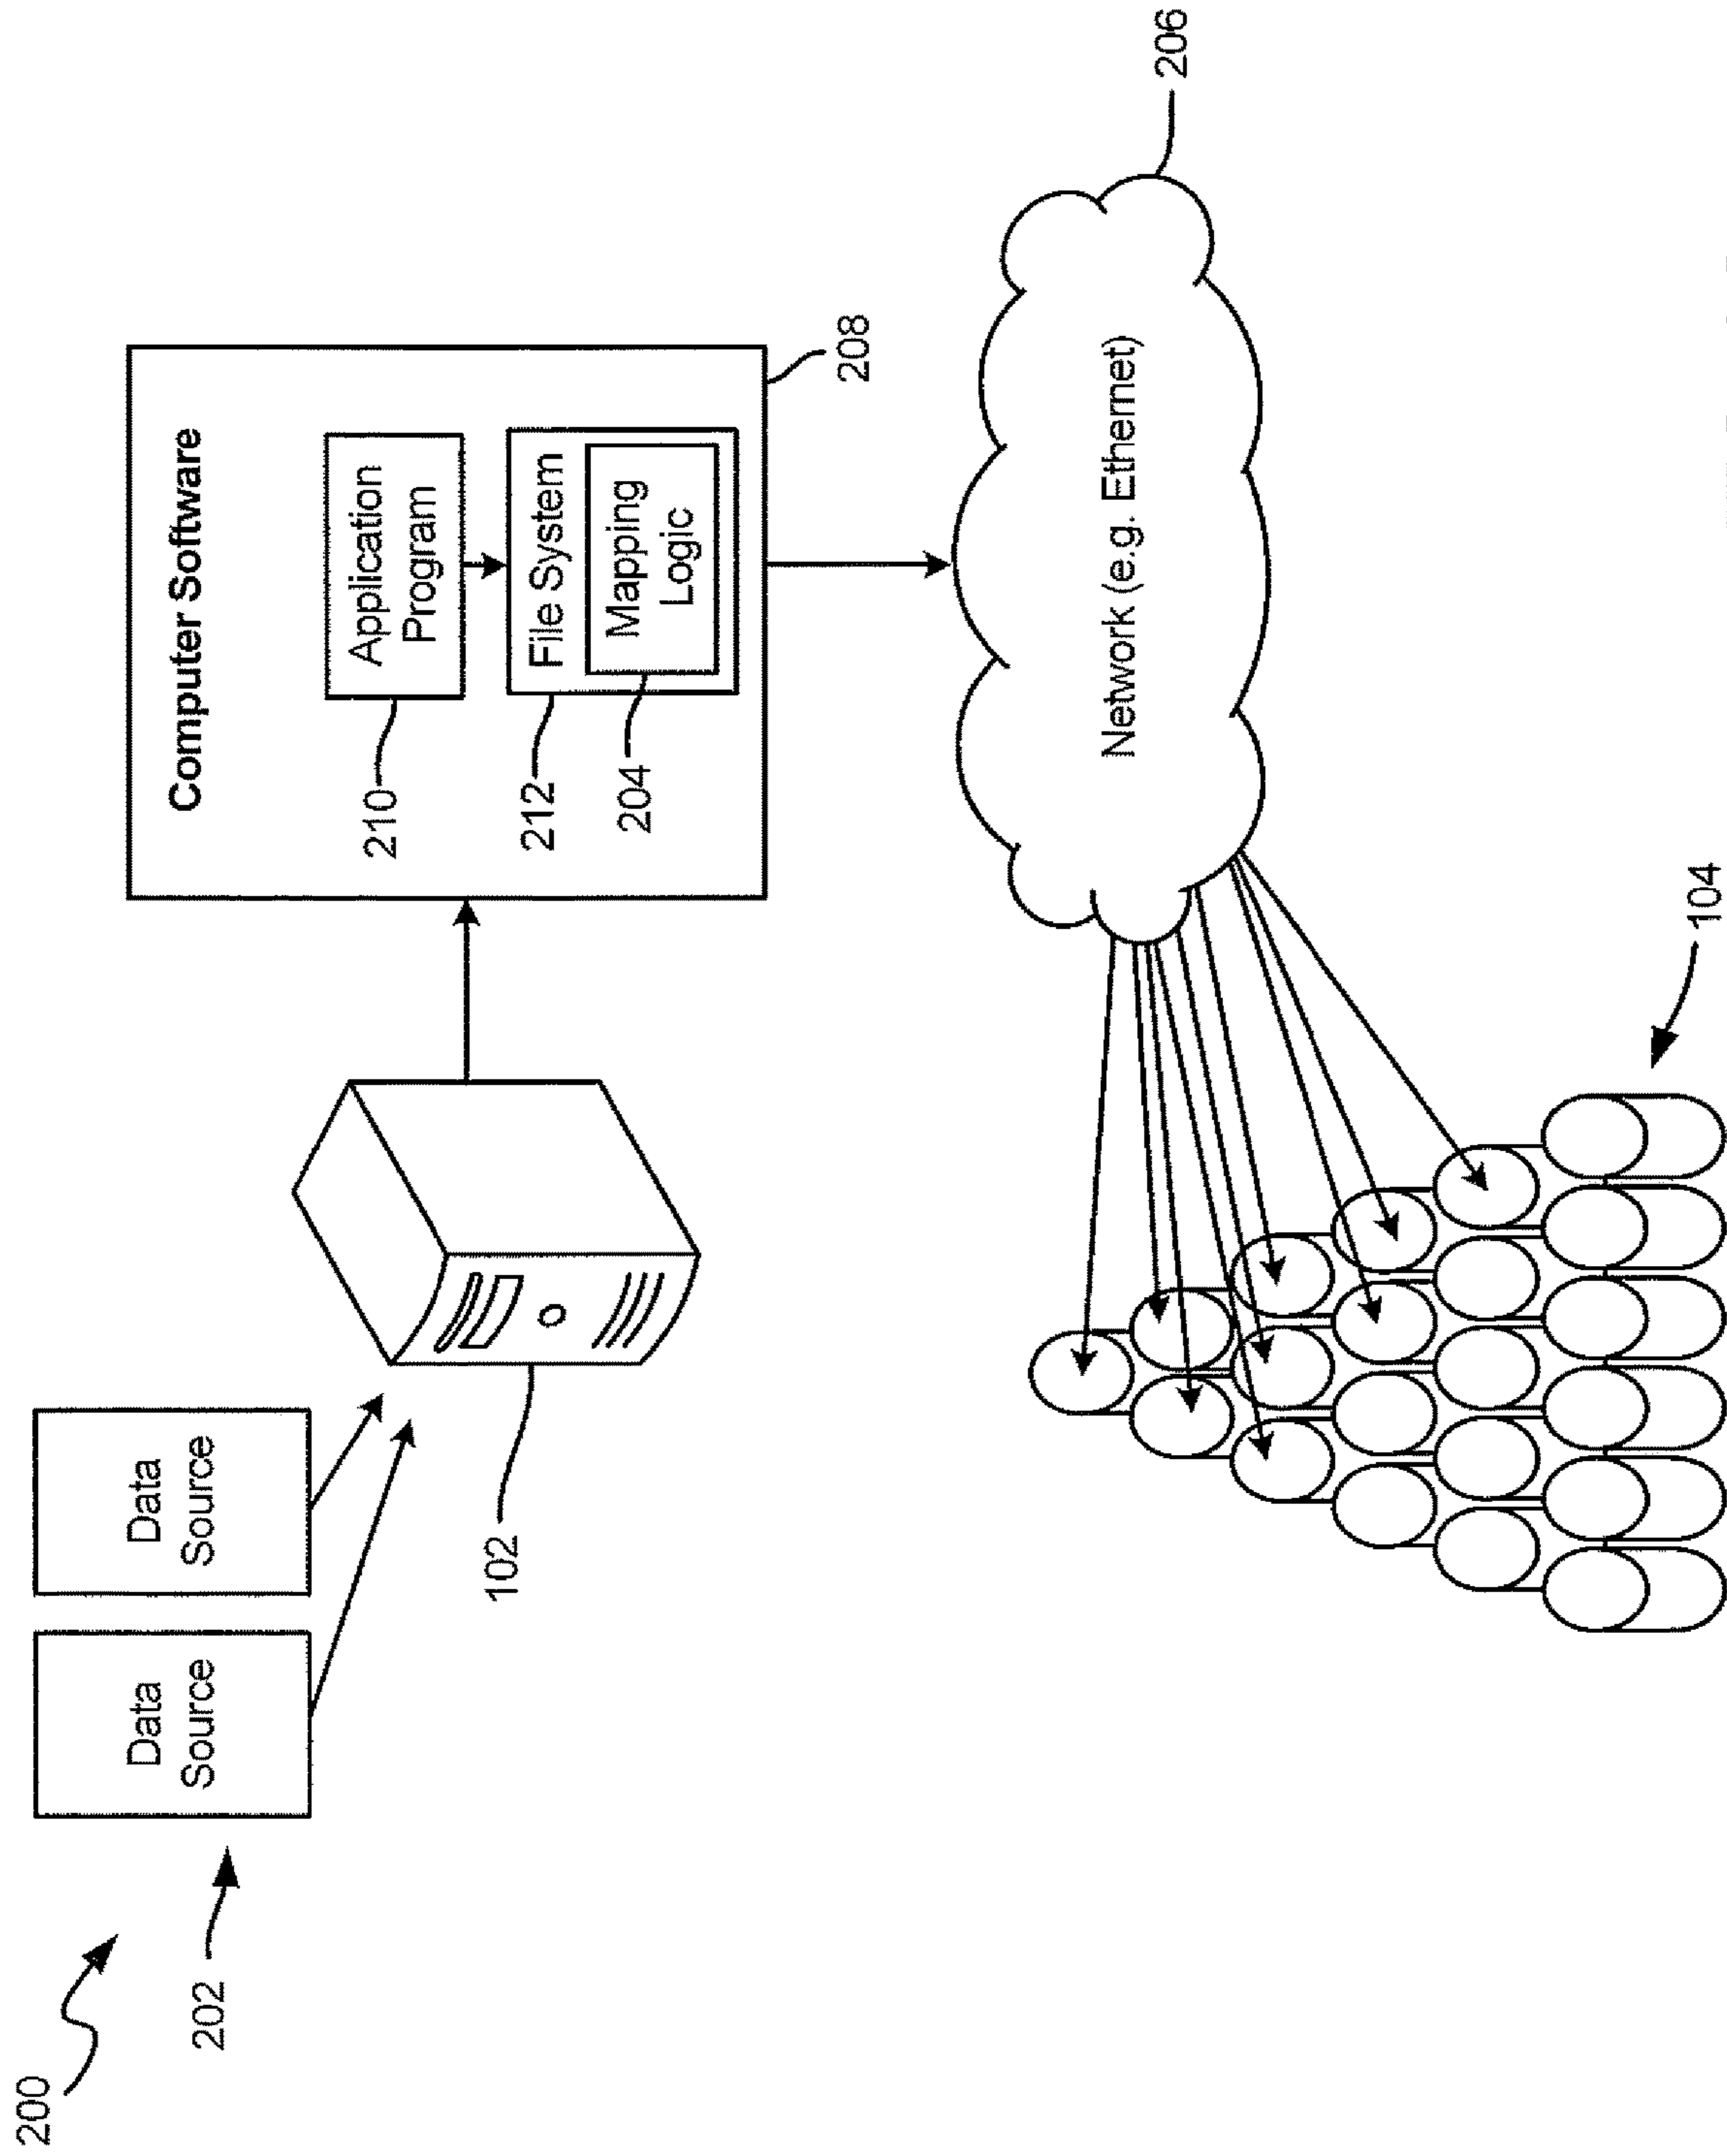 200
202
Data
Source
Data
Source
102
Computer Software
Application
Program
210
File System
212
Mapping
Logic
204
208
Network (e.g. Ethernet)
206
104